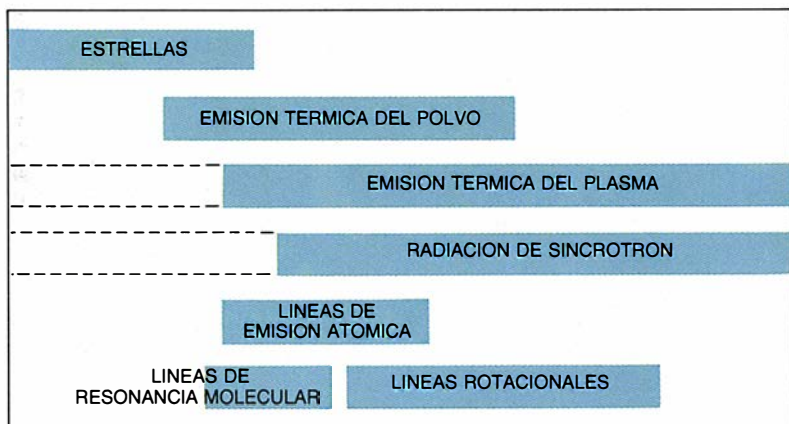 ESTRELLAS
EMISION TERMICA DEL POLVO
EMISION TERMICA DEL PLASMA
RADIACION DE SINCROTRON
LINEAS DE
EMISION ATOMICA
LINEAS DE
RESONANCIA MOLECULAR
LINEAS ROTACIONALES